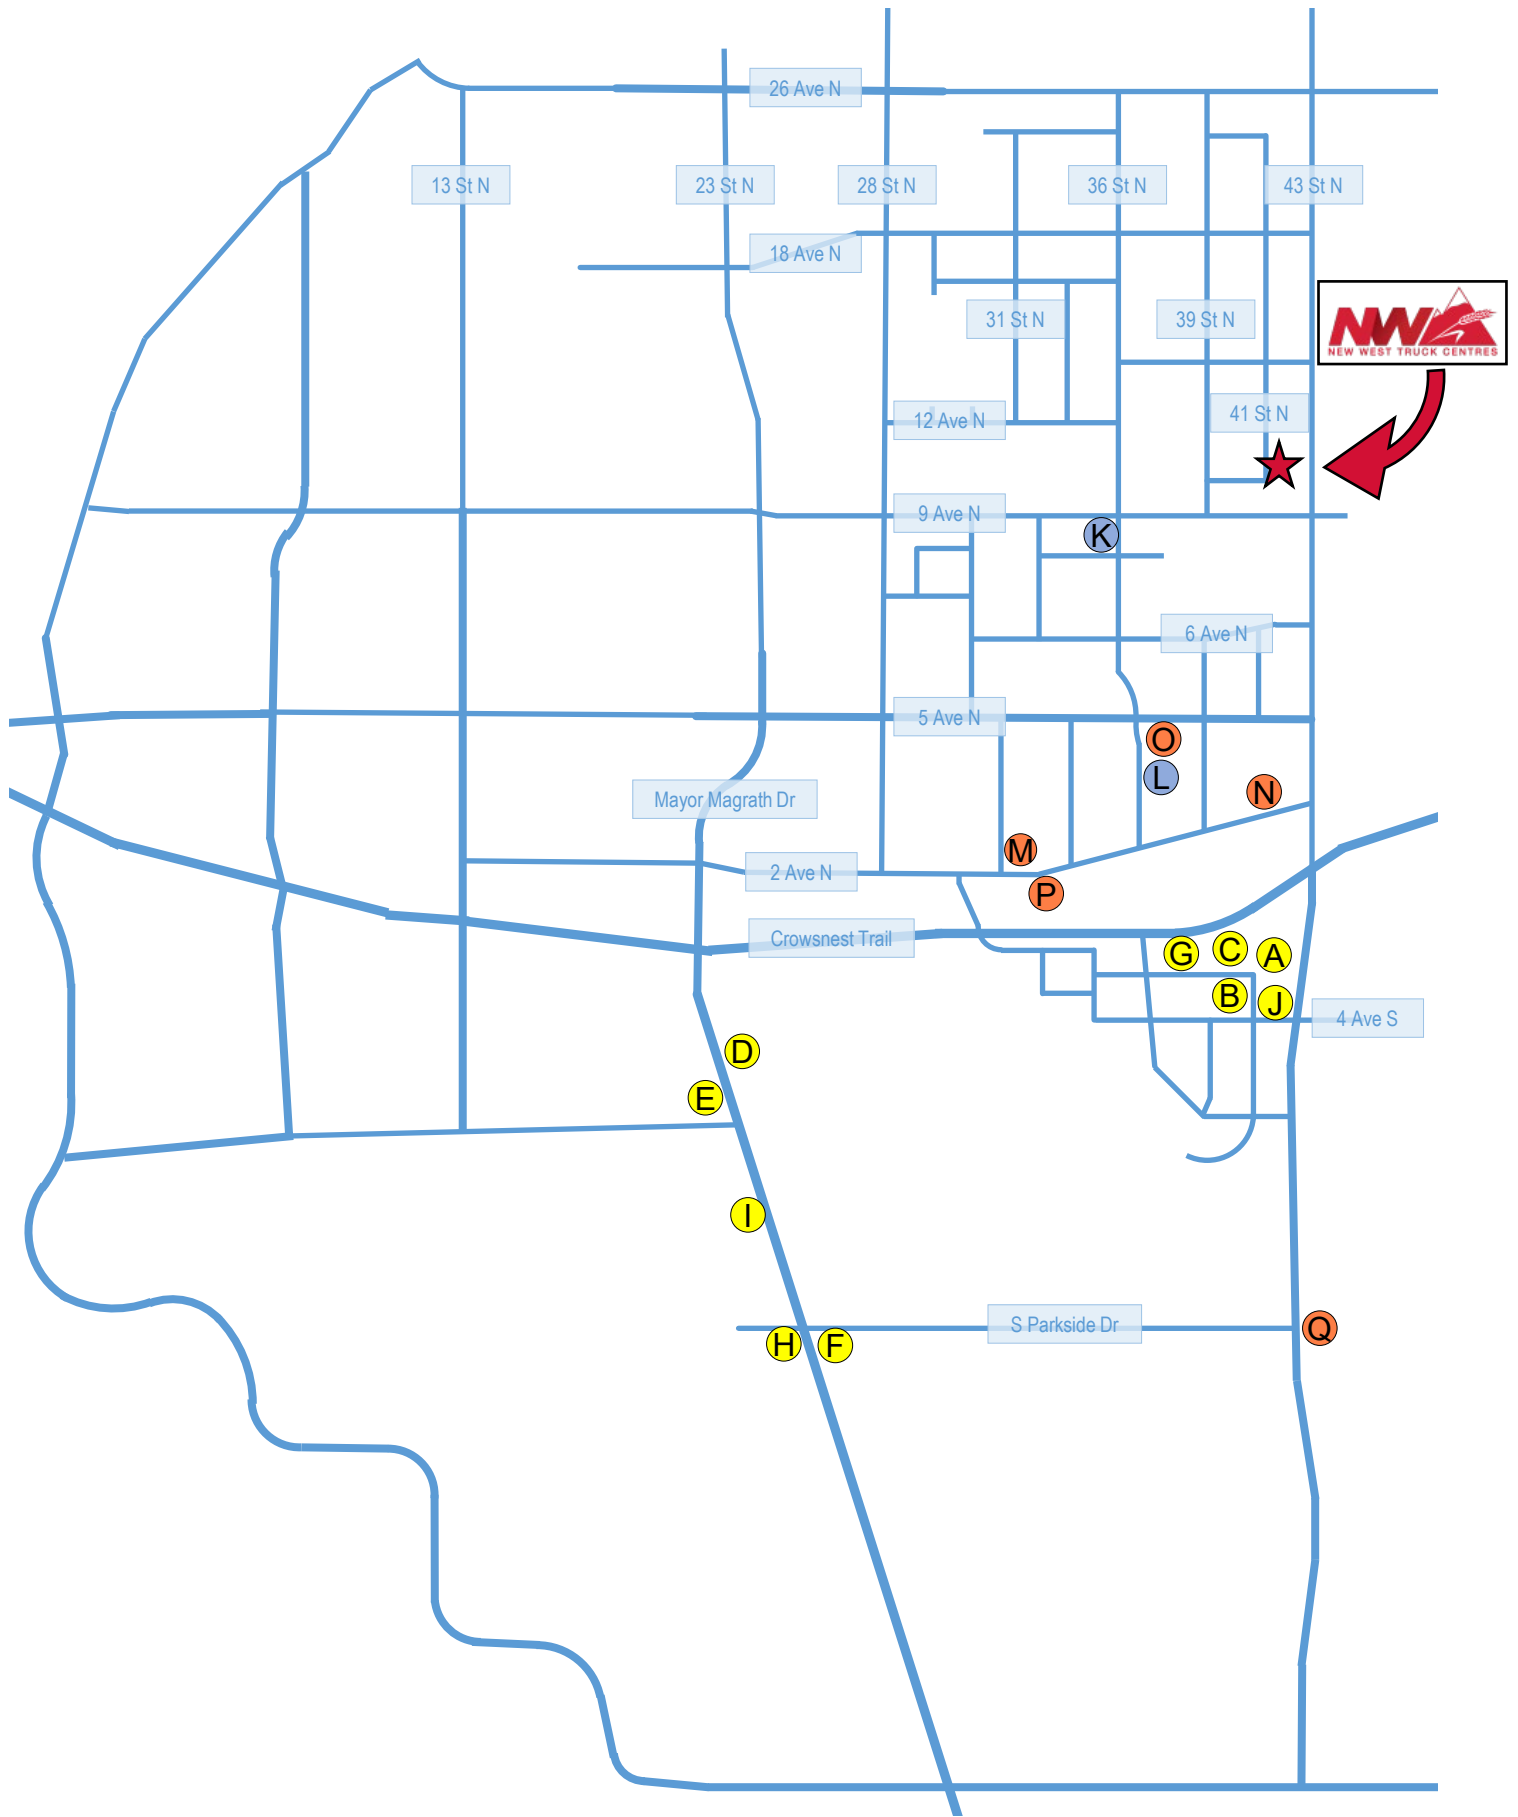 26 Ave N
13 St N
23 St N
28 St N
36 St N
43 St N
18 Ave N
31 St N
39 St N
NW
NEW WEST TRUCK CENTRES
12 Ave N
41 St N
9 Ave N
K
6 Ave N
5 Ave N
O
L
Mayor Magrath Dr
N
M
2 Ave N
P
Crowsnest Trail
G
C
A
B
J
4 Ave S
D
E
I
S Parkside Dr
Q
H
F